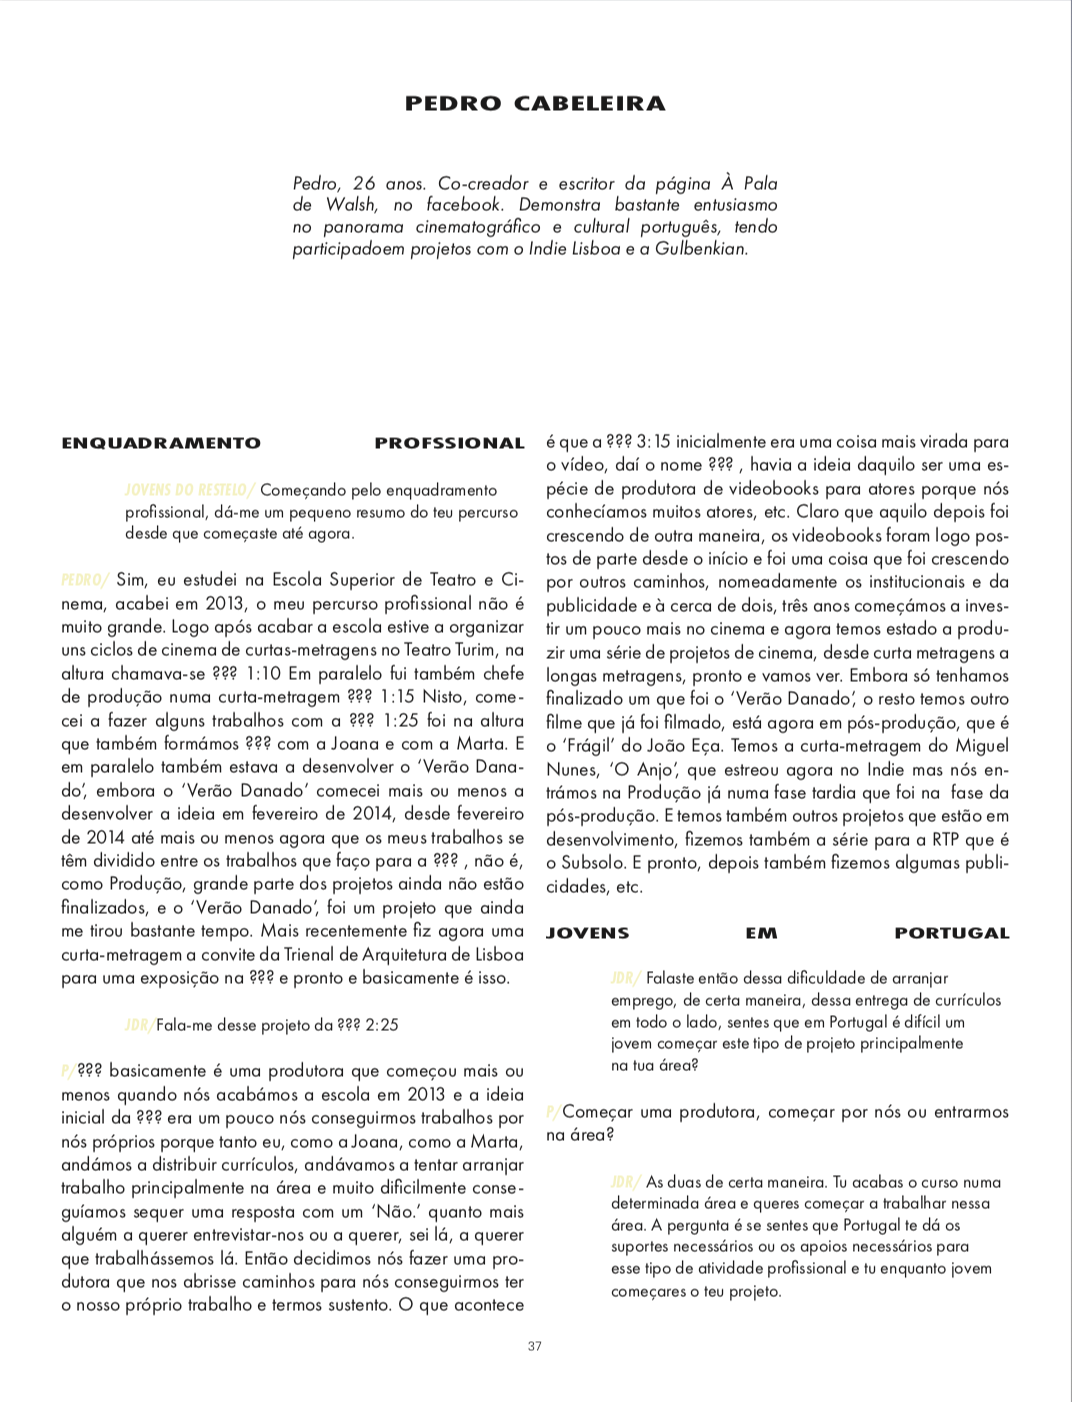 PEDRO CABELEIRA
Pedro, 26 anos. Co-creador e escritor da página À Pala
de Walsh, no facebook. Demonstra bastante entusiasmo
no panorama cinematográfico e cultural português, tendo
participadoem projetos com o Indie Lisboa e a Gulbenkian.
ENQUADRAMENTO PROFSSIONAL
JOVENS DO RESTELO/ Começando pelo enquadramento
profissional, dá-me um pequeno resumo do teu percurso
desde que começaste até agora.
PEDRO/ Sim, eu estudei na Escola Superior de Teatro e Ci-
nema, acabei em 2013, o meu percurso profissional não é
muito grande. Logo após acabar a escola estive a organizar
uns ciclos de cinema de curtas-metragens no Teatro Turim, na
altura chamava-se ??? 1:10 Em paralelo fui também chefe
de produção numa curta-metragem ??? 1:15 Nisto, come-
cei a fazer alguns trabalhos com a ??? 1:25 foi na altura
que também formámos ??? com a Joana e com a Marta. E
em paralelo também estava a desenvolver o ‘Verão Dana-
do’, embora o ‘Verão Danado’ comecei mais ou menos a
desenvolver a ideia em fevereiro de 2014, desde fevereiro
de 2014 até mais ou menos agora que os meus trabalhos se
têm dividido entre os trabalhos que faço para a ??? , não é,
como Produção, grande parte dos projetos ainda não estão
finalizados, e o ‘Verão Danado’, foi um projeto que ainda
me tirou bastante tempo. Mais recentemente fiz agora uma
curta-metragem a convite da Trienal de Arquitetura de Lisboa
para uma exposição na ??? e pronto e basicamente é isso.
JDR/Fala-me desse projeto da ??? 2:25
P/??? basicamente é uma produtora que começou mais ou
menos quando nós acabámos a escola em 2013 e a ideia
inicial da ??? era um pouco nós conseguirmos trabalhos por
nós próprios porque tanto eu, como a Joana, como a Marta,
andámos a distribuir currículos, andávamos a tentar arranjar
trabalho principalmente na área e muito dificilmente conse-
guíamos sequer uma resposta com um ‘Não.’ quanto mais
alguém a querer entrevistar-nos ou a querer, sei lá, a querer
que trabalhássemos lá. Então decidimos nós fazer uma pro-
dutora que nos abrisse caminhos para nós conseguirmos ter
o nosso próprio trabalho e termos sustento. O que acontece
é que a ??? 3:15 inicialmente era uma coisa mais virada para
o vídeo, daí o nome ??? , havia a ideia daquilo ser uma es-
pécie de produtora de videobooks para atores porque nós
conhecíamos muitos atores, etc. Claro que aquilo depois foi
crescendo de outra maneira, os videobooks foram logo pos-
tos de parte desde o início e foi uma coisa que foi crescendo
por outros caminhos, nomeadamente os institucionais e da
publicidade e à cerca de dois, três anos começámos a inves-
tir um pouco mais no cinema e agora temos estado a produ-
zir uma série de projetos de cinema, desde curta metragens a
longas metragens, pronto e vamos ver. Embora só tenhamos
finalizado um que foi o ‘Verão Danado’, o resto temos outro
filme que já foi filmado, está agora em pós-produção, que é
o ‘Frágil’ do João Eça. Temos a curta-metragem do Miguel
Nunes, ‘O Anjo’, que estreou agora no Indie mas nós en-
trámos na Produção já numa fase tardia que foi na fase da
pós-produção. E temos também outros projetos que estão em
desenvolvimento, fizemos também a série para a RTP que é
o Subsolo. E pronto, depois também fizemos algumas publi-
cidades, etc.
JOVENS EM PORTUGAL
JDR/ Falaste então dessa dificuldade de arranjar
emprego, de certa maneira, dessa entrega de currículos
em todo o lado, sentes que em Portugal é difícil um
jovem começar este tipo de projeto principalmente
na tua área?
P/Começar uma produtora, começar por nós ou entrarmos
na área?
JDR/ As duas de certa maneira. Tu acabas o curso numa
determinada área e queres começar a trabalhar nessa
área. A pergunta é se sentes que Portugal te dá os
suportes necessários ou os apoios necessários para
esse tipo de atividade profissional e tu enquanto jovem
começares o teu projeto.
37